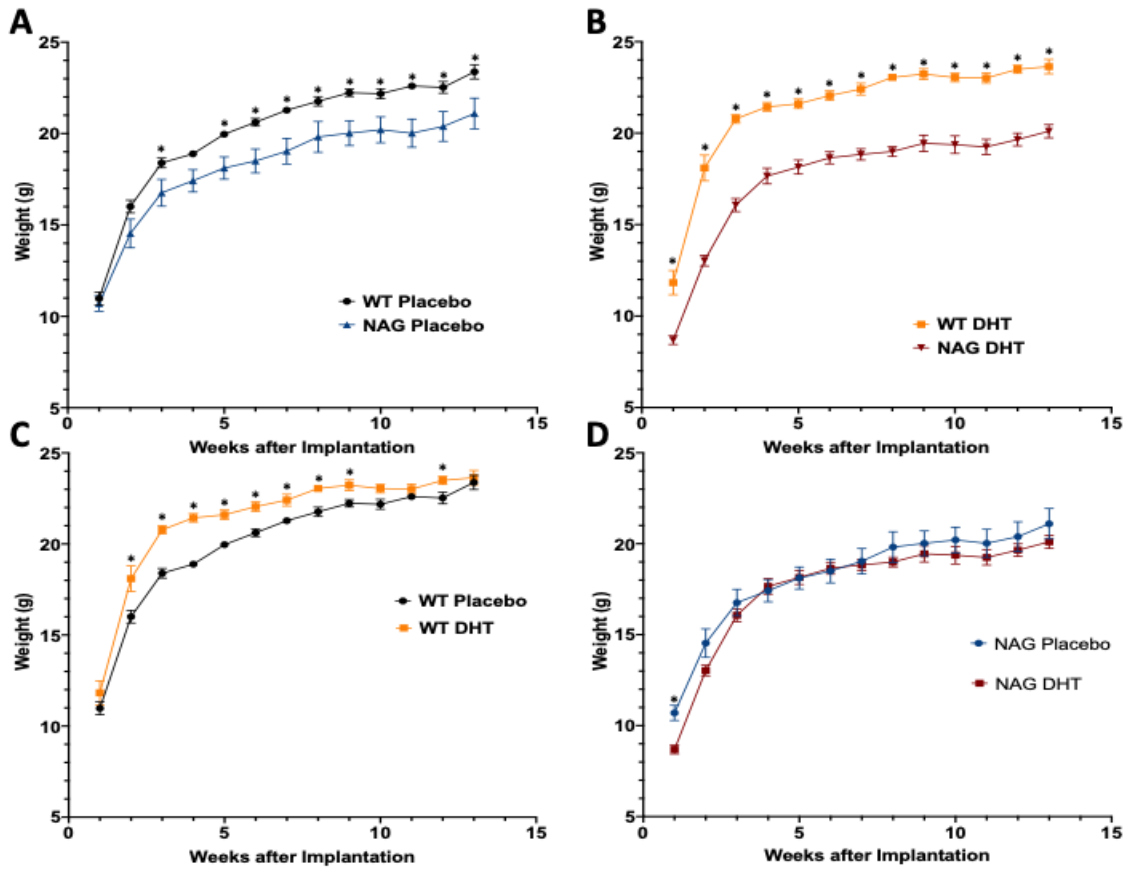 A
25
20
15
10
5
0
5
10
15
Weight (g)
Weeks after Implantation
* * * * * * * * * *
WT Placebo
NAG Placebo
B
25
20
15
10
5
0
5
10
15
Weight (g)
Weeks after Implantation
* * * * * * * * * * * * *
WT DHT
NAG DHT
C
25
20
15
10
5
0
5
10
15
Weight (g)
Weeks after Implantation
* * * * * * * * *
WT Placebo
WT DHT
D
25
20
15
10
5
0
5
10
15
Weight (g)
Weeks after Implantation
*
NAG Placebo
NAG DHT